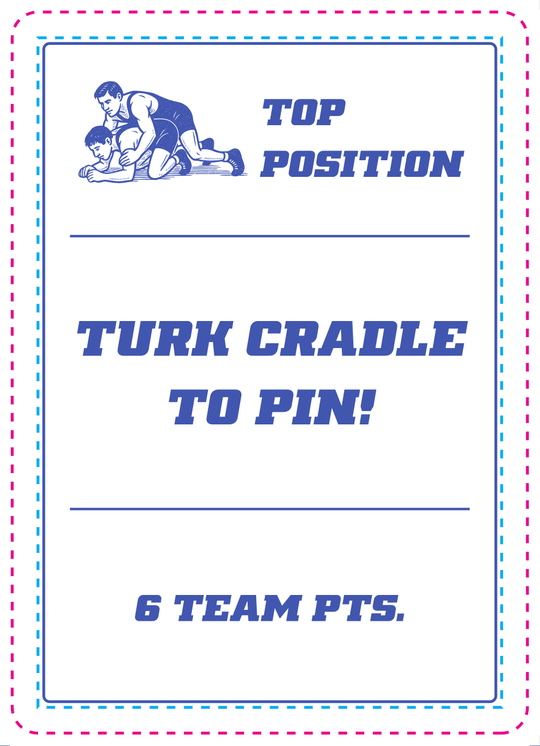 TOP
POSITION
TURK CRADLE
TO PIN!
6 TEAM PTS.